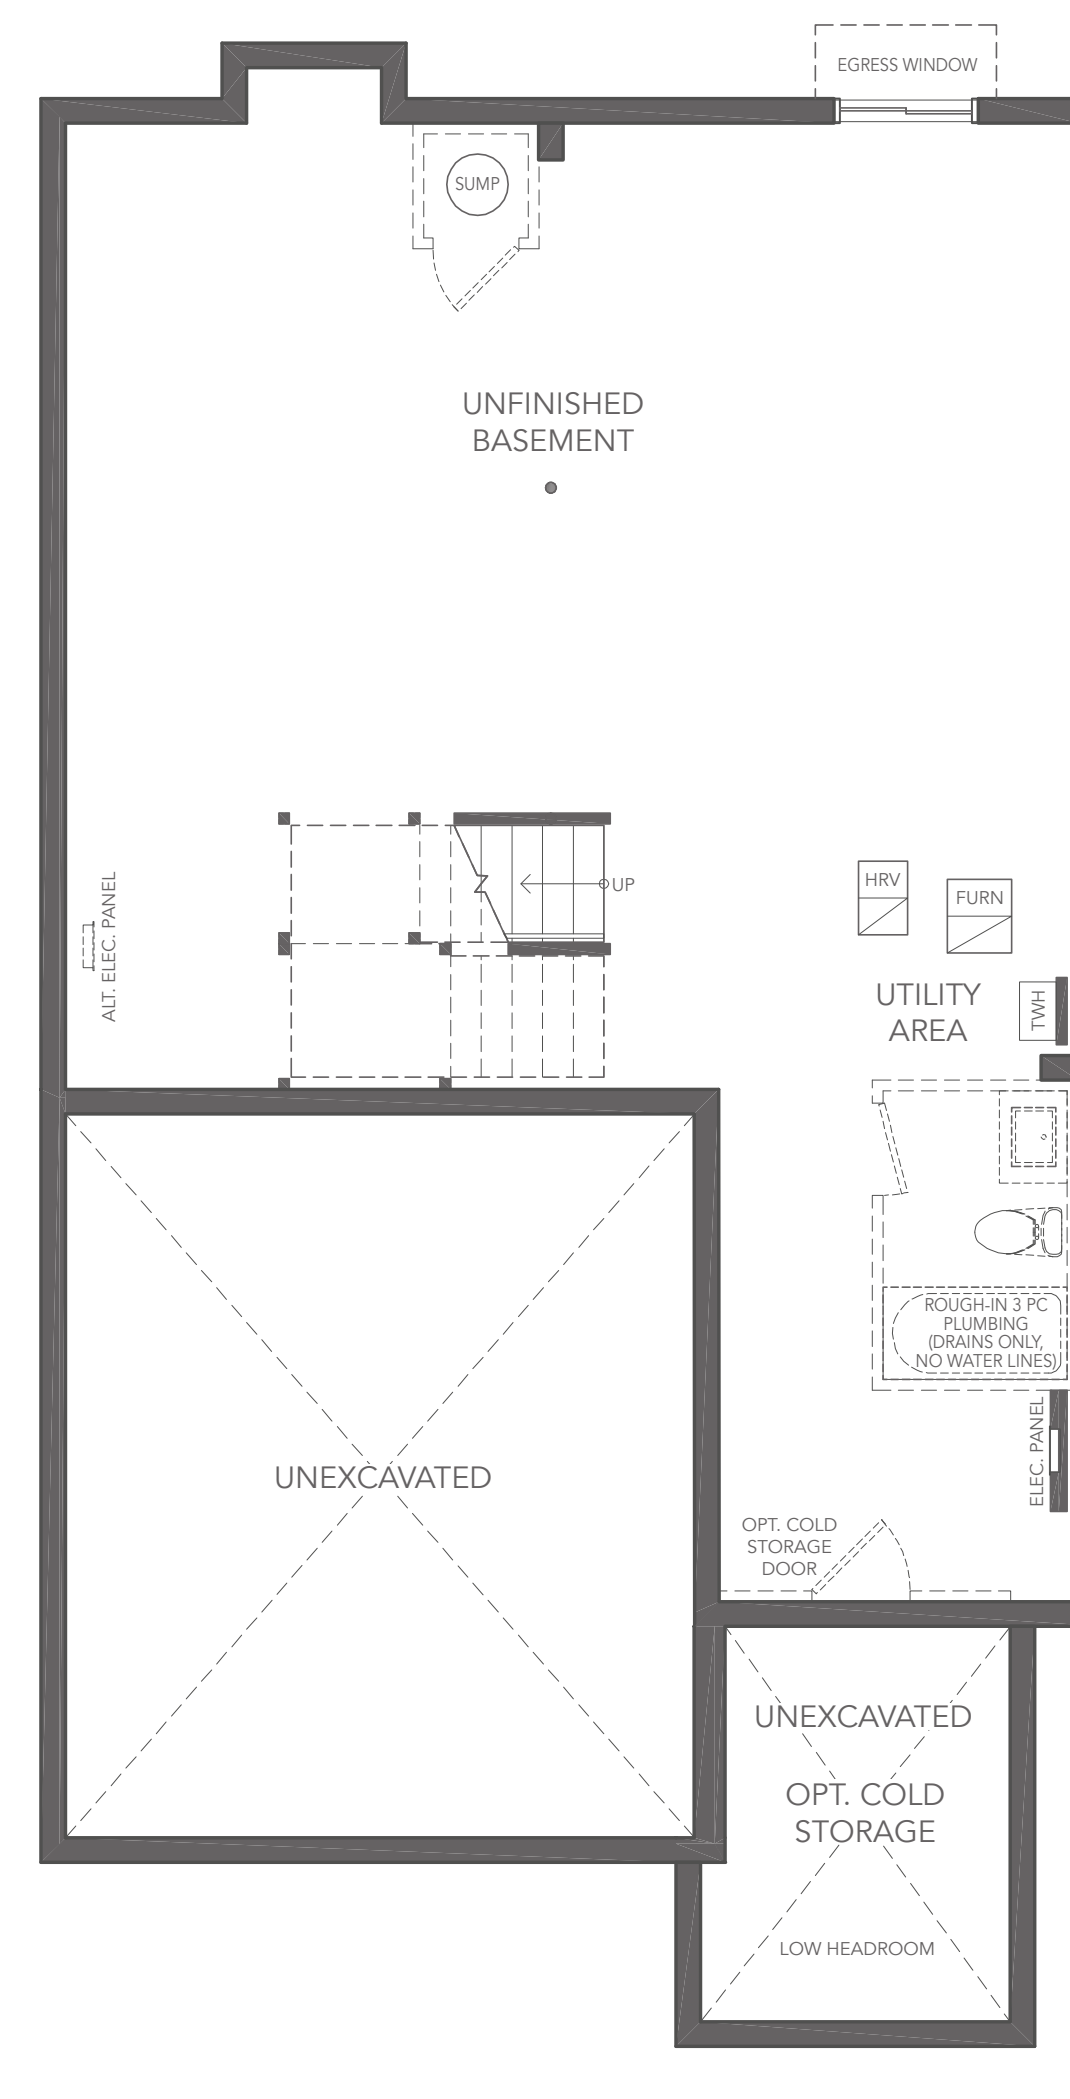 EGRESS WINDOW
SUMP
UNFINISHED
BASEMENT
UP
HRV
FURN
ALT. ELEC. PANEL
UTILITY
AREA
TWH
ROUGH-IN 3 PC
PLUMBING
(DRAINS ONLY,
NO WATER LINES)
ELEC. PANEL
UNEXCAVATED
OPT. COLD
STORAGE
DOOR
UNEXCAVATED
OPT. COLD
STORAGE
LOW HEADROOM